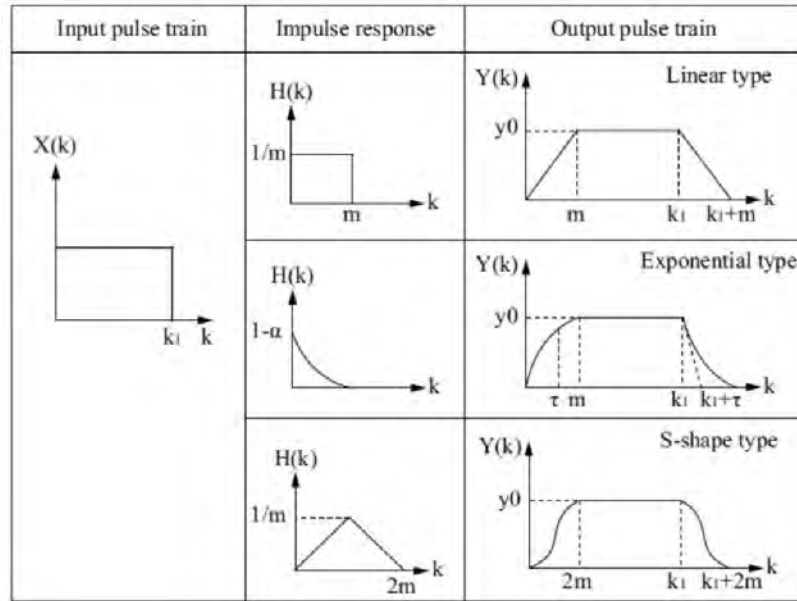 Input pulse train
Impulse response
Output pulse train
X(k)
k₁
k
H(k)
1/m
m
k
Linear type
Y(k)
y0
m
k₁
k₁+m
k
H(k)
1-α
k
Exponential type
Y(k)
y0
τ
m
k₁
k₁+τ
k
H(k)
1/m
2m
k
S-shape type
Y(k)
y0
2m
k₁
k₁+2m
k